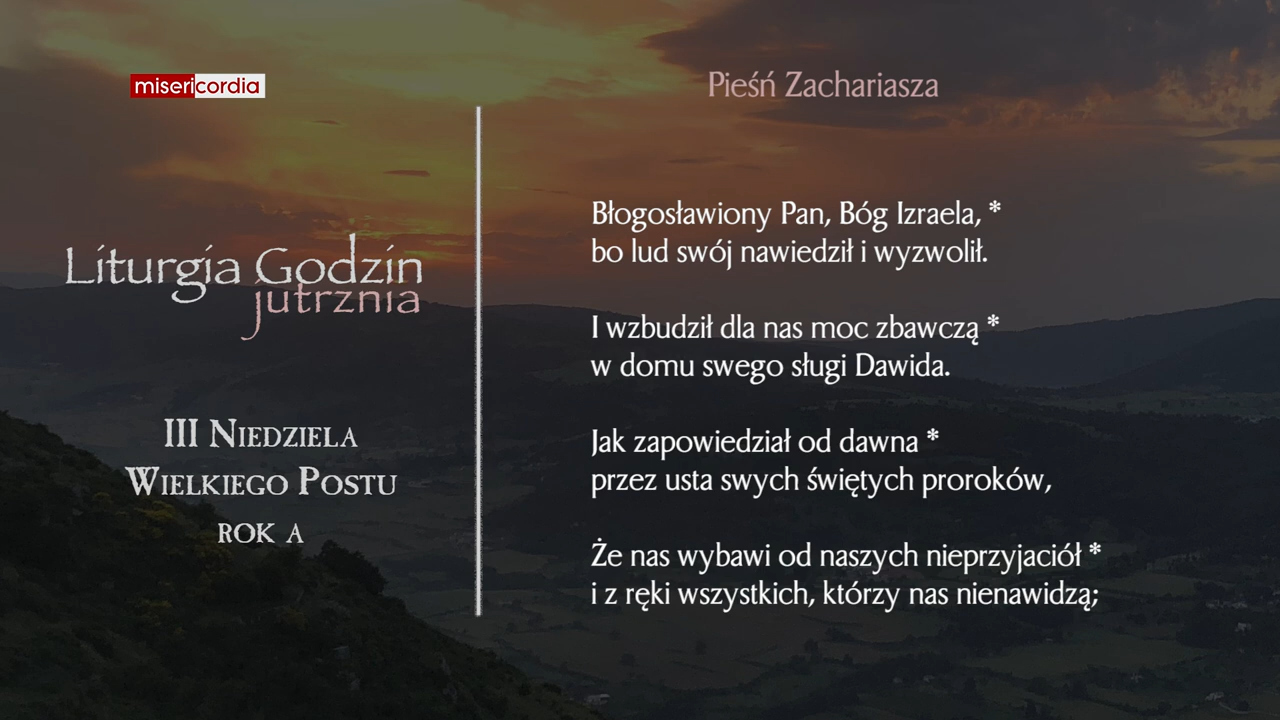 misericordia
Liturgia Godzin
jutrznia
III Niedziela
Wielkiego Postu
rok A
Pieśń Zachariasza
Błogosławiony Pan, Bóg Izraela, *
bo lud swój nawiedził i wyzwolił.
I wzbudził dla nas moc zbawczą *
w domu swego sługi Dawida.
Jak zapowiedział od dawna *
przez usta swych świętych proroków,
Że nas wybawi od naszych nieprzyjaciół *
i z ręki wszystkich, którzy nas nienawidzą;